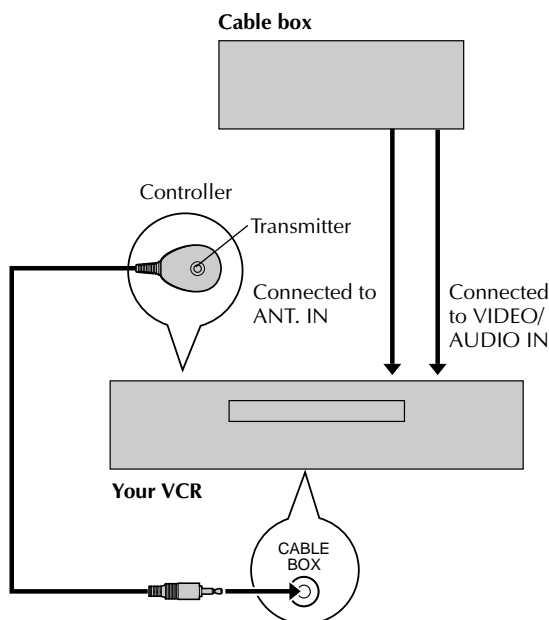 Cable box
Controller
Transmitter
Connected to
ANT. IN
Connected
to VIDEO/
AUDIO IN
Your VCR
CABLE
BOX